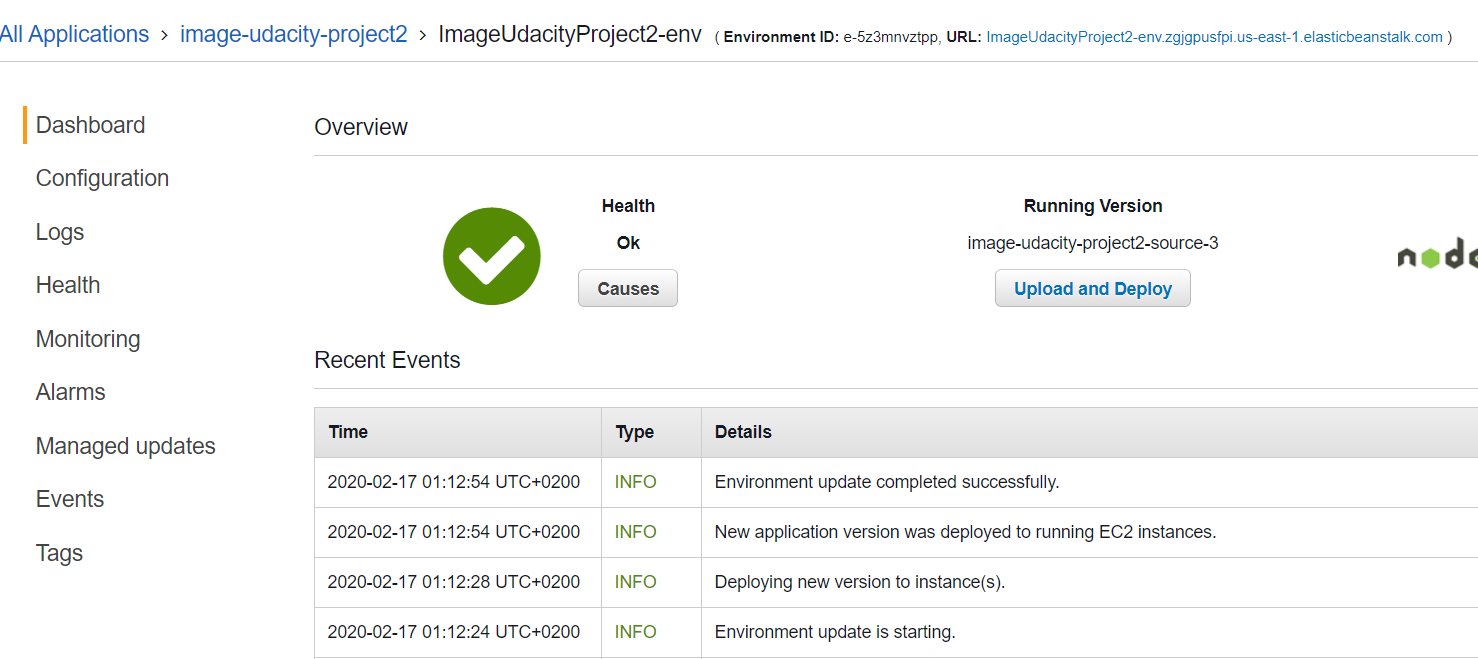 All Applications › image-udacity-project2 › ImageUdacityProject2-env ( Environment ID: e-5z3mnvztpp, URL: ImageUdacityProject2-env.zgjgpusfpi.us-east-1.elasticbeanstalk.com )
Dashboard
Configuration
Logs
Health
Monitoring
Alarms
Managed updates
Events
Tags
Overview
Health
Ok
Causes
Running Version
image-udacity-project2-source-3
Upload and Deploy
Recent Events
Time Type Details
2020-02-17 01:12:54 UTC+0200 INFO Environment update completed successfully.
2020-02-17 01:12:54 UTC+0200 INFO New application version was deployed to running EC2 instances.
2020-02-17 01:12:28 UTC+0200 INFO Deploying new version to instance(s).
2020-02-17 01:12:24 UTC+0200 INFO Environment update is starting.